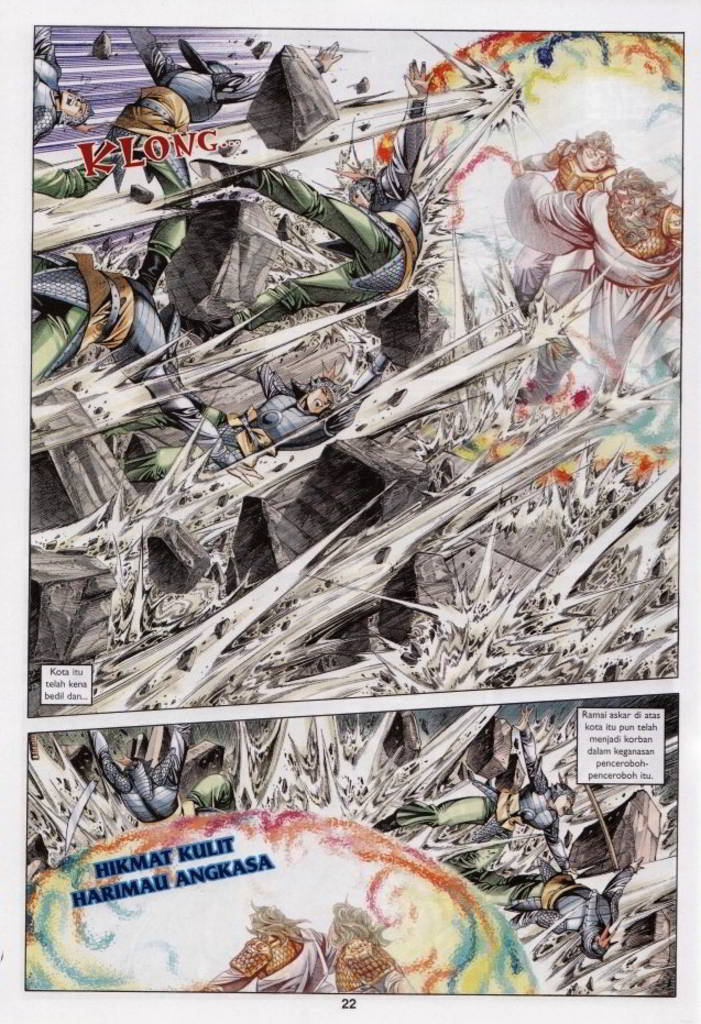 KLONG...
Kota itu
telah kena
bedil dan...
Ramai askar di atas
kota itu pun telah
menjadi korban
dalam keganasan
penceroboh-
penceroboh itu.
HIKMAT KULIT
HARIMAU ANGKASA
22